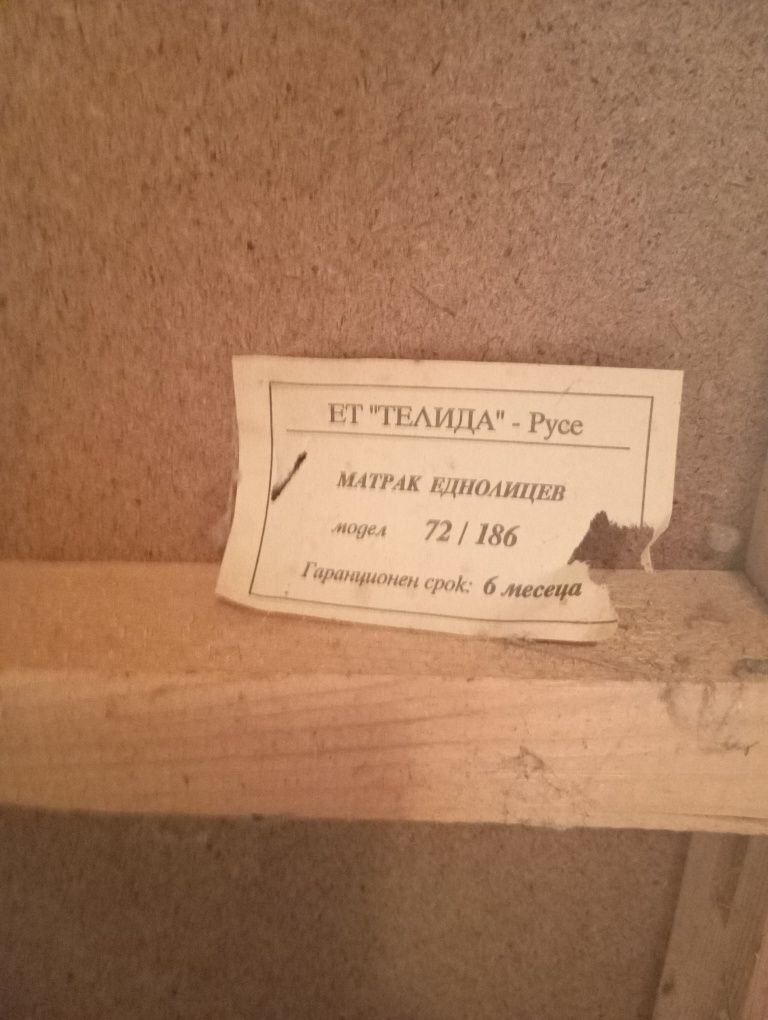 ЕТ "ТЕЛИДА" - Русе
МАТРАК ЕДНОЛИЦЕВ
модел 72 / 186
Гаранционен срок: 6 месеца